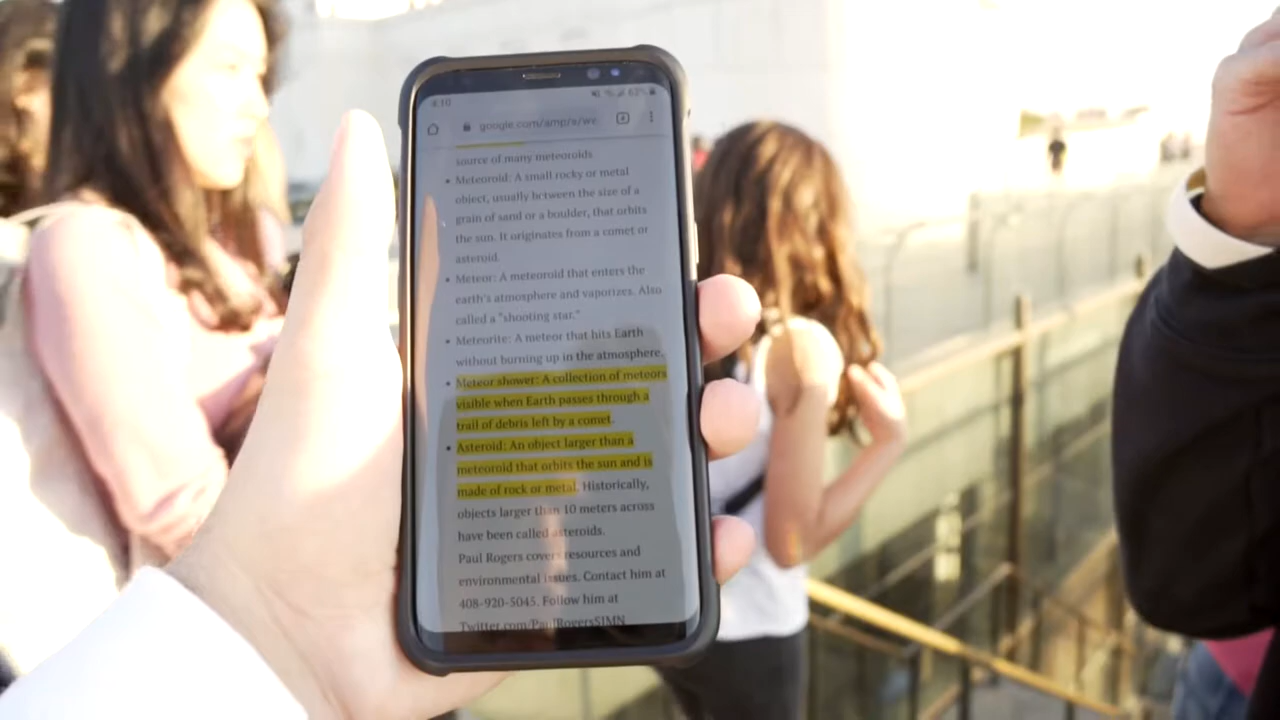 4:10
62%
google.com/amp/s/we
source of many meteoroids
• Meteoroid: A small rocky or metal
object, usually between the size of a
grain of sand or a boulder, that orbits
the sun. It originates from a comet or
asteroid.
• Meteor: A meteoroid that enters the
earth's atmosphere and vaporizes. Also
called a "shooting star."
• Meteorite: A meteor that hits Earth
without burning up in the atmosphere.
• Meteor shower: A collection of meteors
visible when Earth passes through a
trail of debris left by a comet.
• Asteroid: An object larger than a
meteoroid that orbits the sun and is
made of rock or metal. Historically,
objects larger than 10 meters across
have been called asteroids.
Paul Rogers covers resources and
environmental issues. Contact him at
408-920-5045. Follow him at
Twitter.com/PaulRogersSJMN